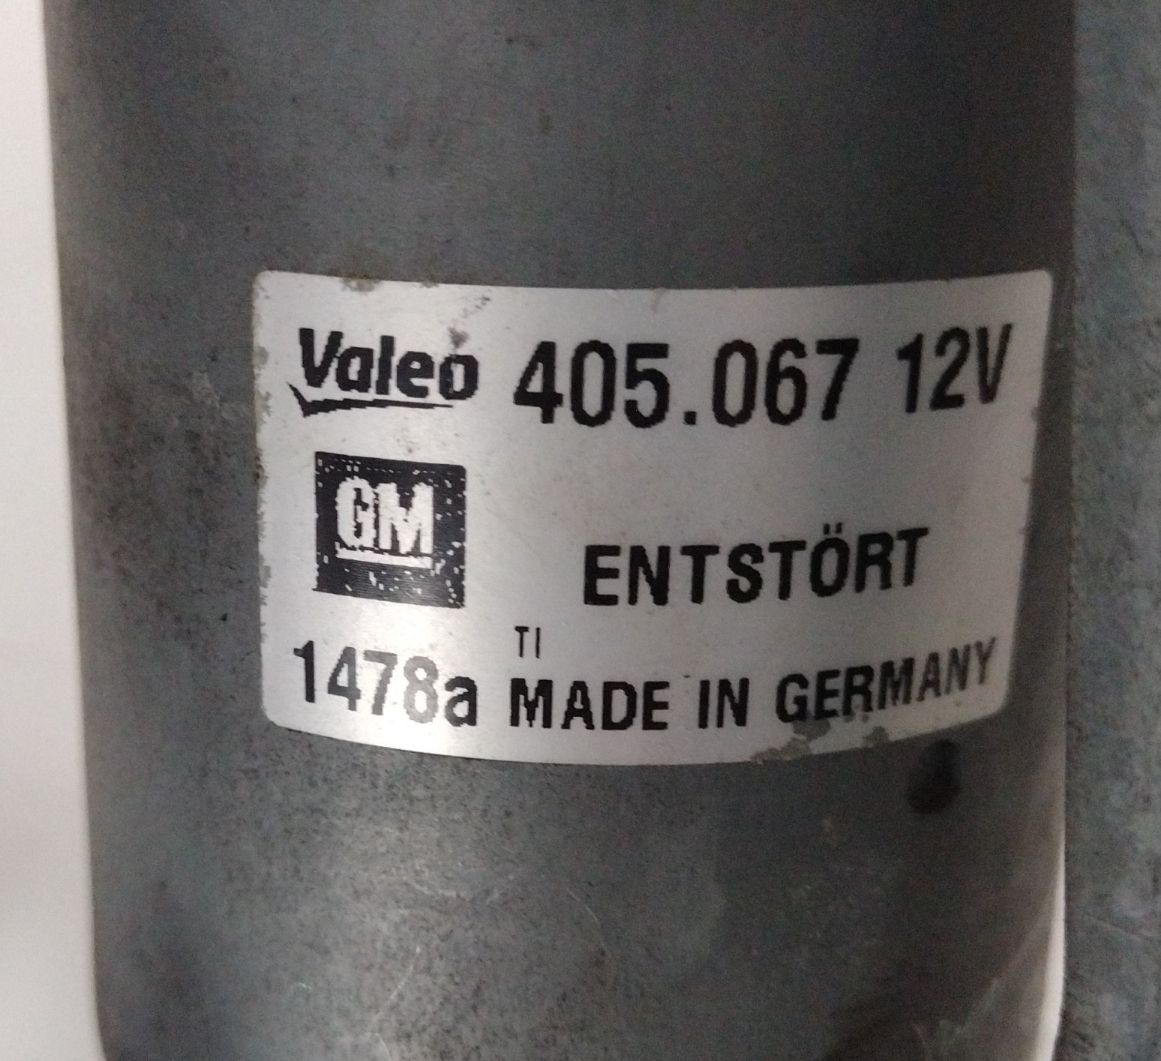 Valeo 405.067 12V
GM
ENTSTÖRT
TI
1478a MADE IN GERMANY